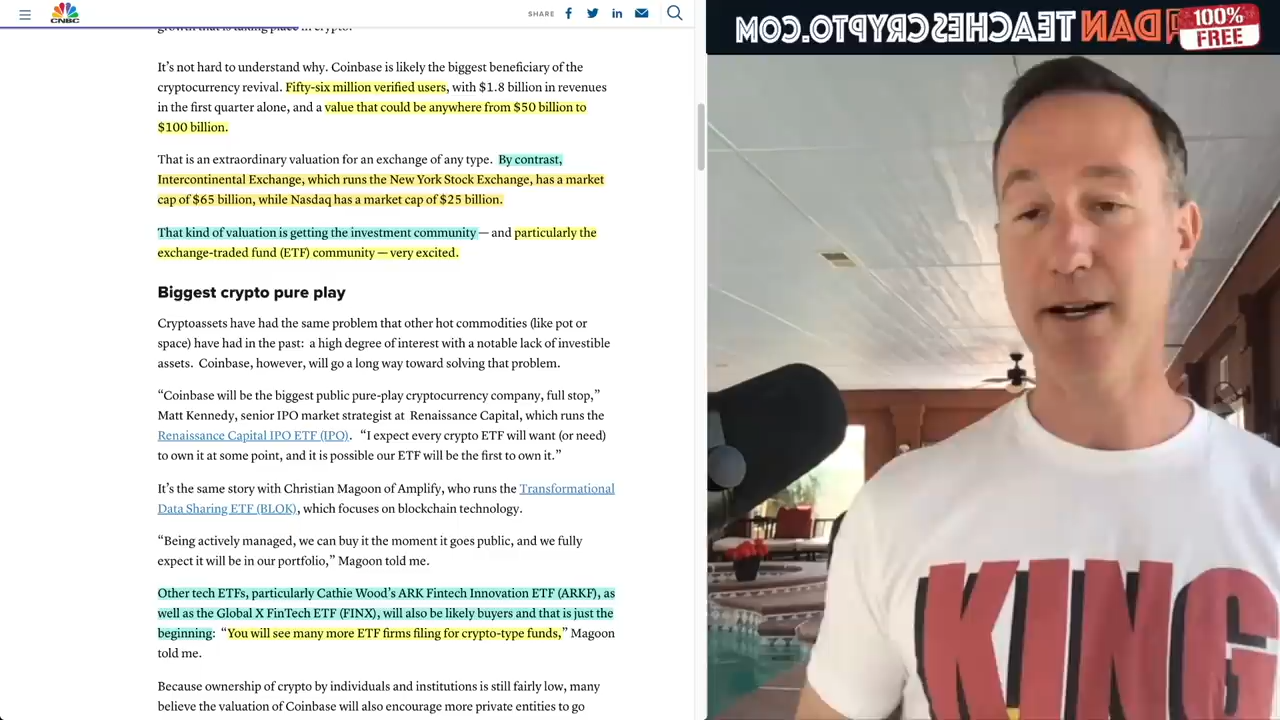 CNBC
SHARE
growth that is taking place in crypto.
It’s not hard to understand why. Coinbase is likely the biggest beneficiary of the
cryptocurrency revival. Fifty-six million verified users, with $1.8 billion in revenues
in the first quarter alone, and a value that could be anywhere from $50 billion to
$100 billion.
That is an extraordinary valuation for an exchange of any type. By contrast,
Intercontinental Exchange, which runs the New York Stock Exchange, has a market
cap of $65 billion, while Nasdaq has a market cap of $25 billion.
That kind of valuation is getting the investment community — and particularly the
exchange-traded fund (ETF) community — very excited.
Biggest crypto pure play
Cryptoassets have had the same problem that other hot commodities (like pot or
space) have had in the past: a high degree of interest with a notable lack of investible
assets. Coinbase, however, will go a long way toward solving that problem.
“Coinbase will be the biggest public pure-play cryptocurrency company, full stop,”
Matt Kennedy, senior IPO market strategist at Renaissance Capital, which runs the
Renaissance Capital IPO ETF (IPO). “I expect every crypto ETF will want (or need)
to own it at some point, and it is possible our ETF will be the first to own it.”
It’s the same story with Christian Magoon of Amplify, who runs the Transformational
Data Sharing ETF (BLOK), which focuses on blockchain technology.
“Being actively managed, we can buy it the moment it goes public, and we fully
expect it will be in our portfolio,” Magoon told me.
Other tech ETFs, particularly Cathie Wood’s ARK Fintech Innovation ETF (ARKF), as
well as the Global X FinTech ETF (FINX), will also be likely buyers and that is just the
beginning: “You will see many more ETF firms filing for crypto-type funds,” Magoon
told me.
Because ownership of crypto by individuals and institutions is still fairly low, many
believe the valuation of Coinbase will also encourage more private entities to go
DANTEACHESCRYPTO.COM
100%
FREE
KING